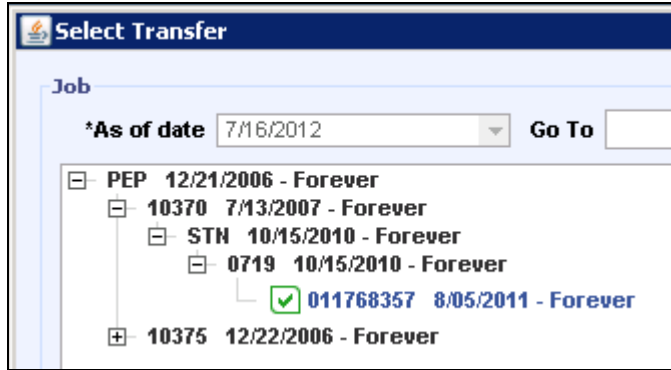 Select Transfer
Job
*As of date 7/16/2012 Go To
PEP 12/21/2006 - Forever
10370 7/13/2007 - Forever
STN 10/15/2010 - Forever
0719 10/15/2010 - Forever
011768357 8/05/2011 - Forever
10375 12/22/2006 - Forever